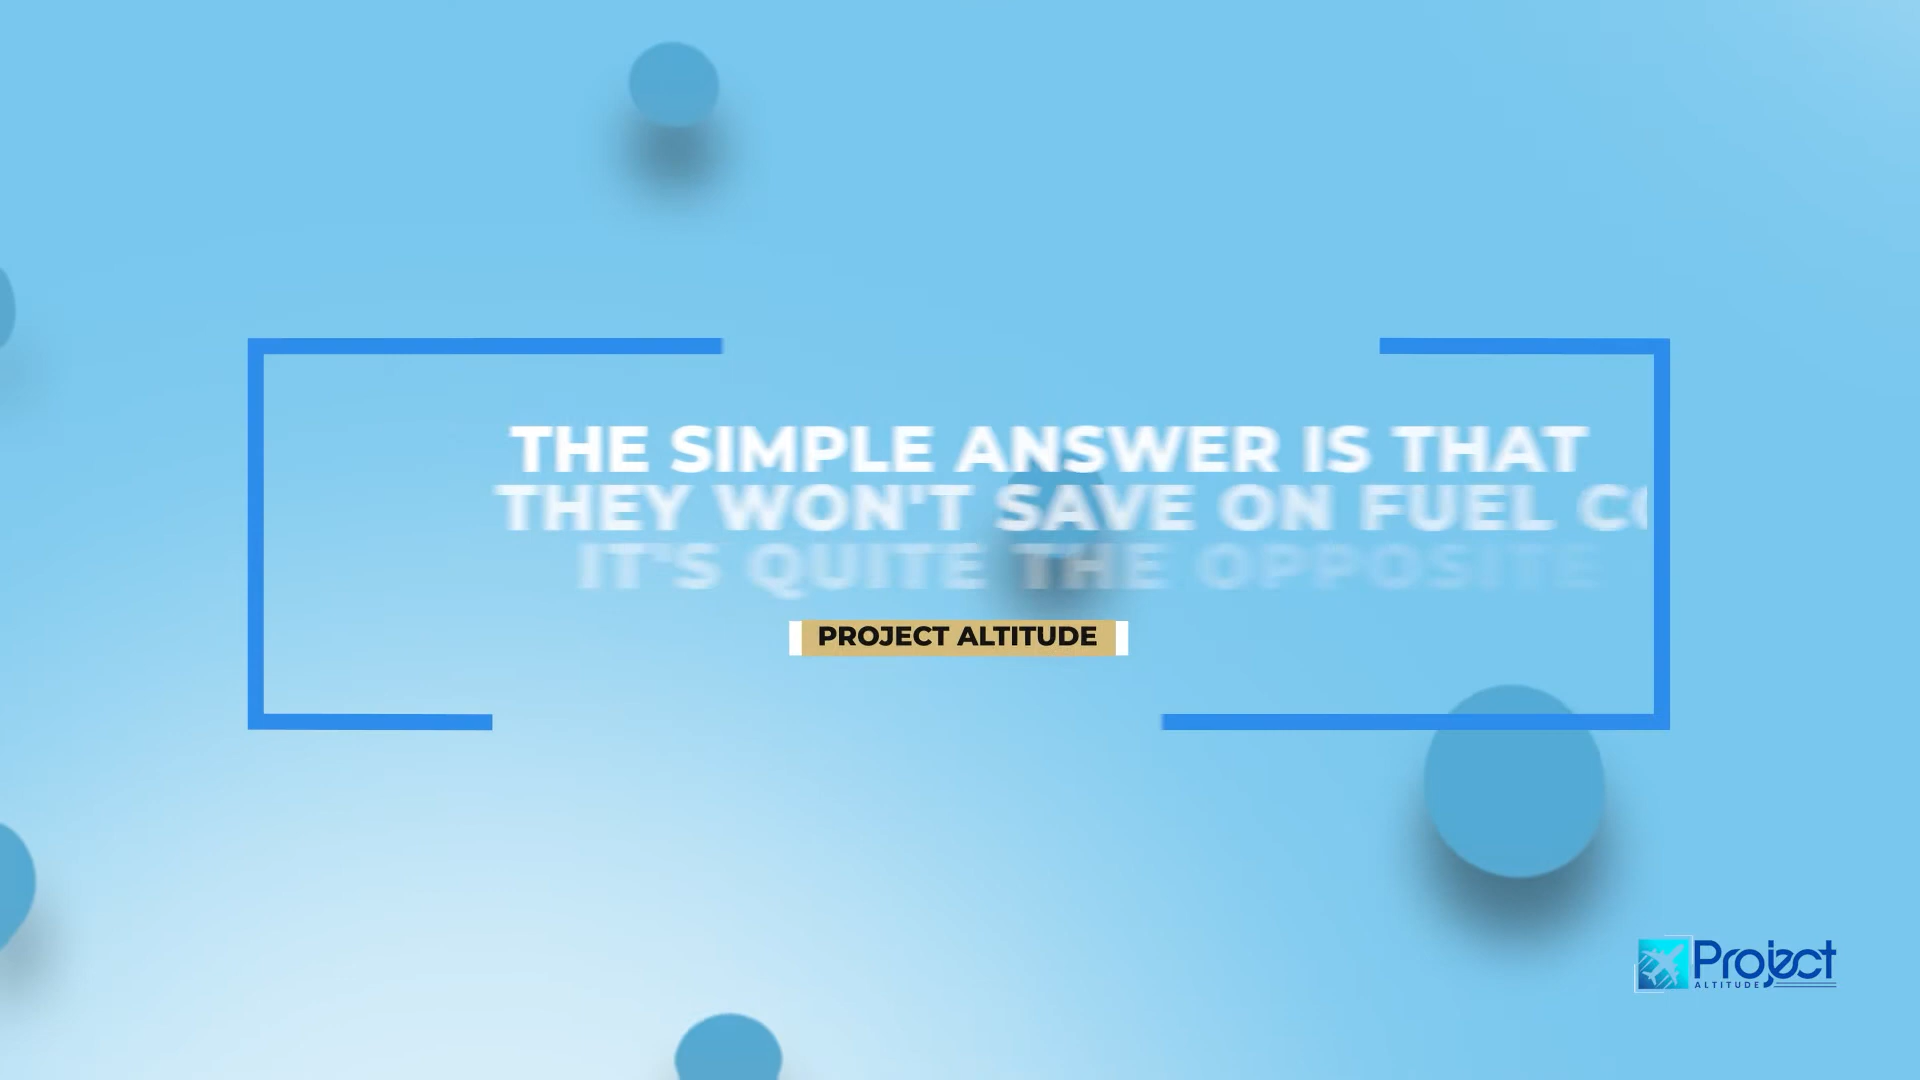 THE SIMPLE ANSWER IS THAT
THEY WON'T SAVE ON FUEL
IT'S QUITE THE OPPOSITE
PROJECT ALTITUDE
Project
ALTITUDE